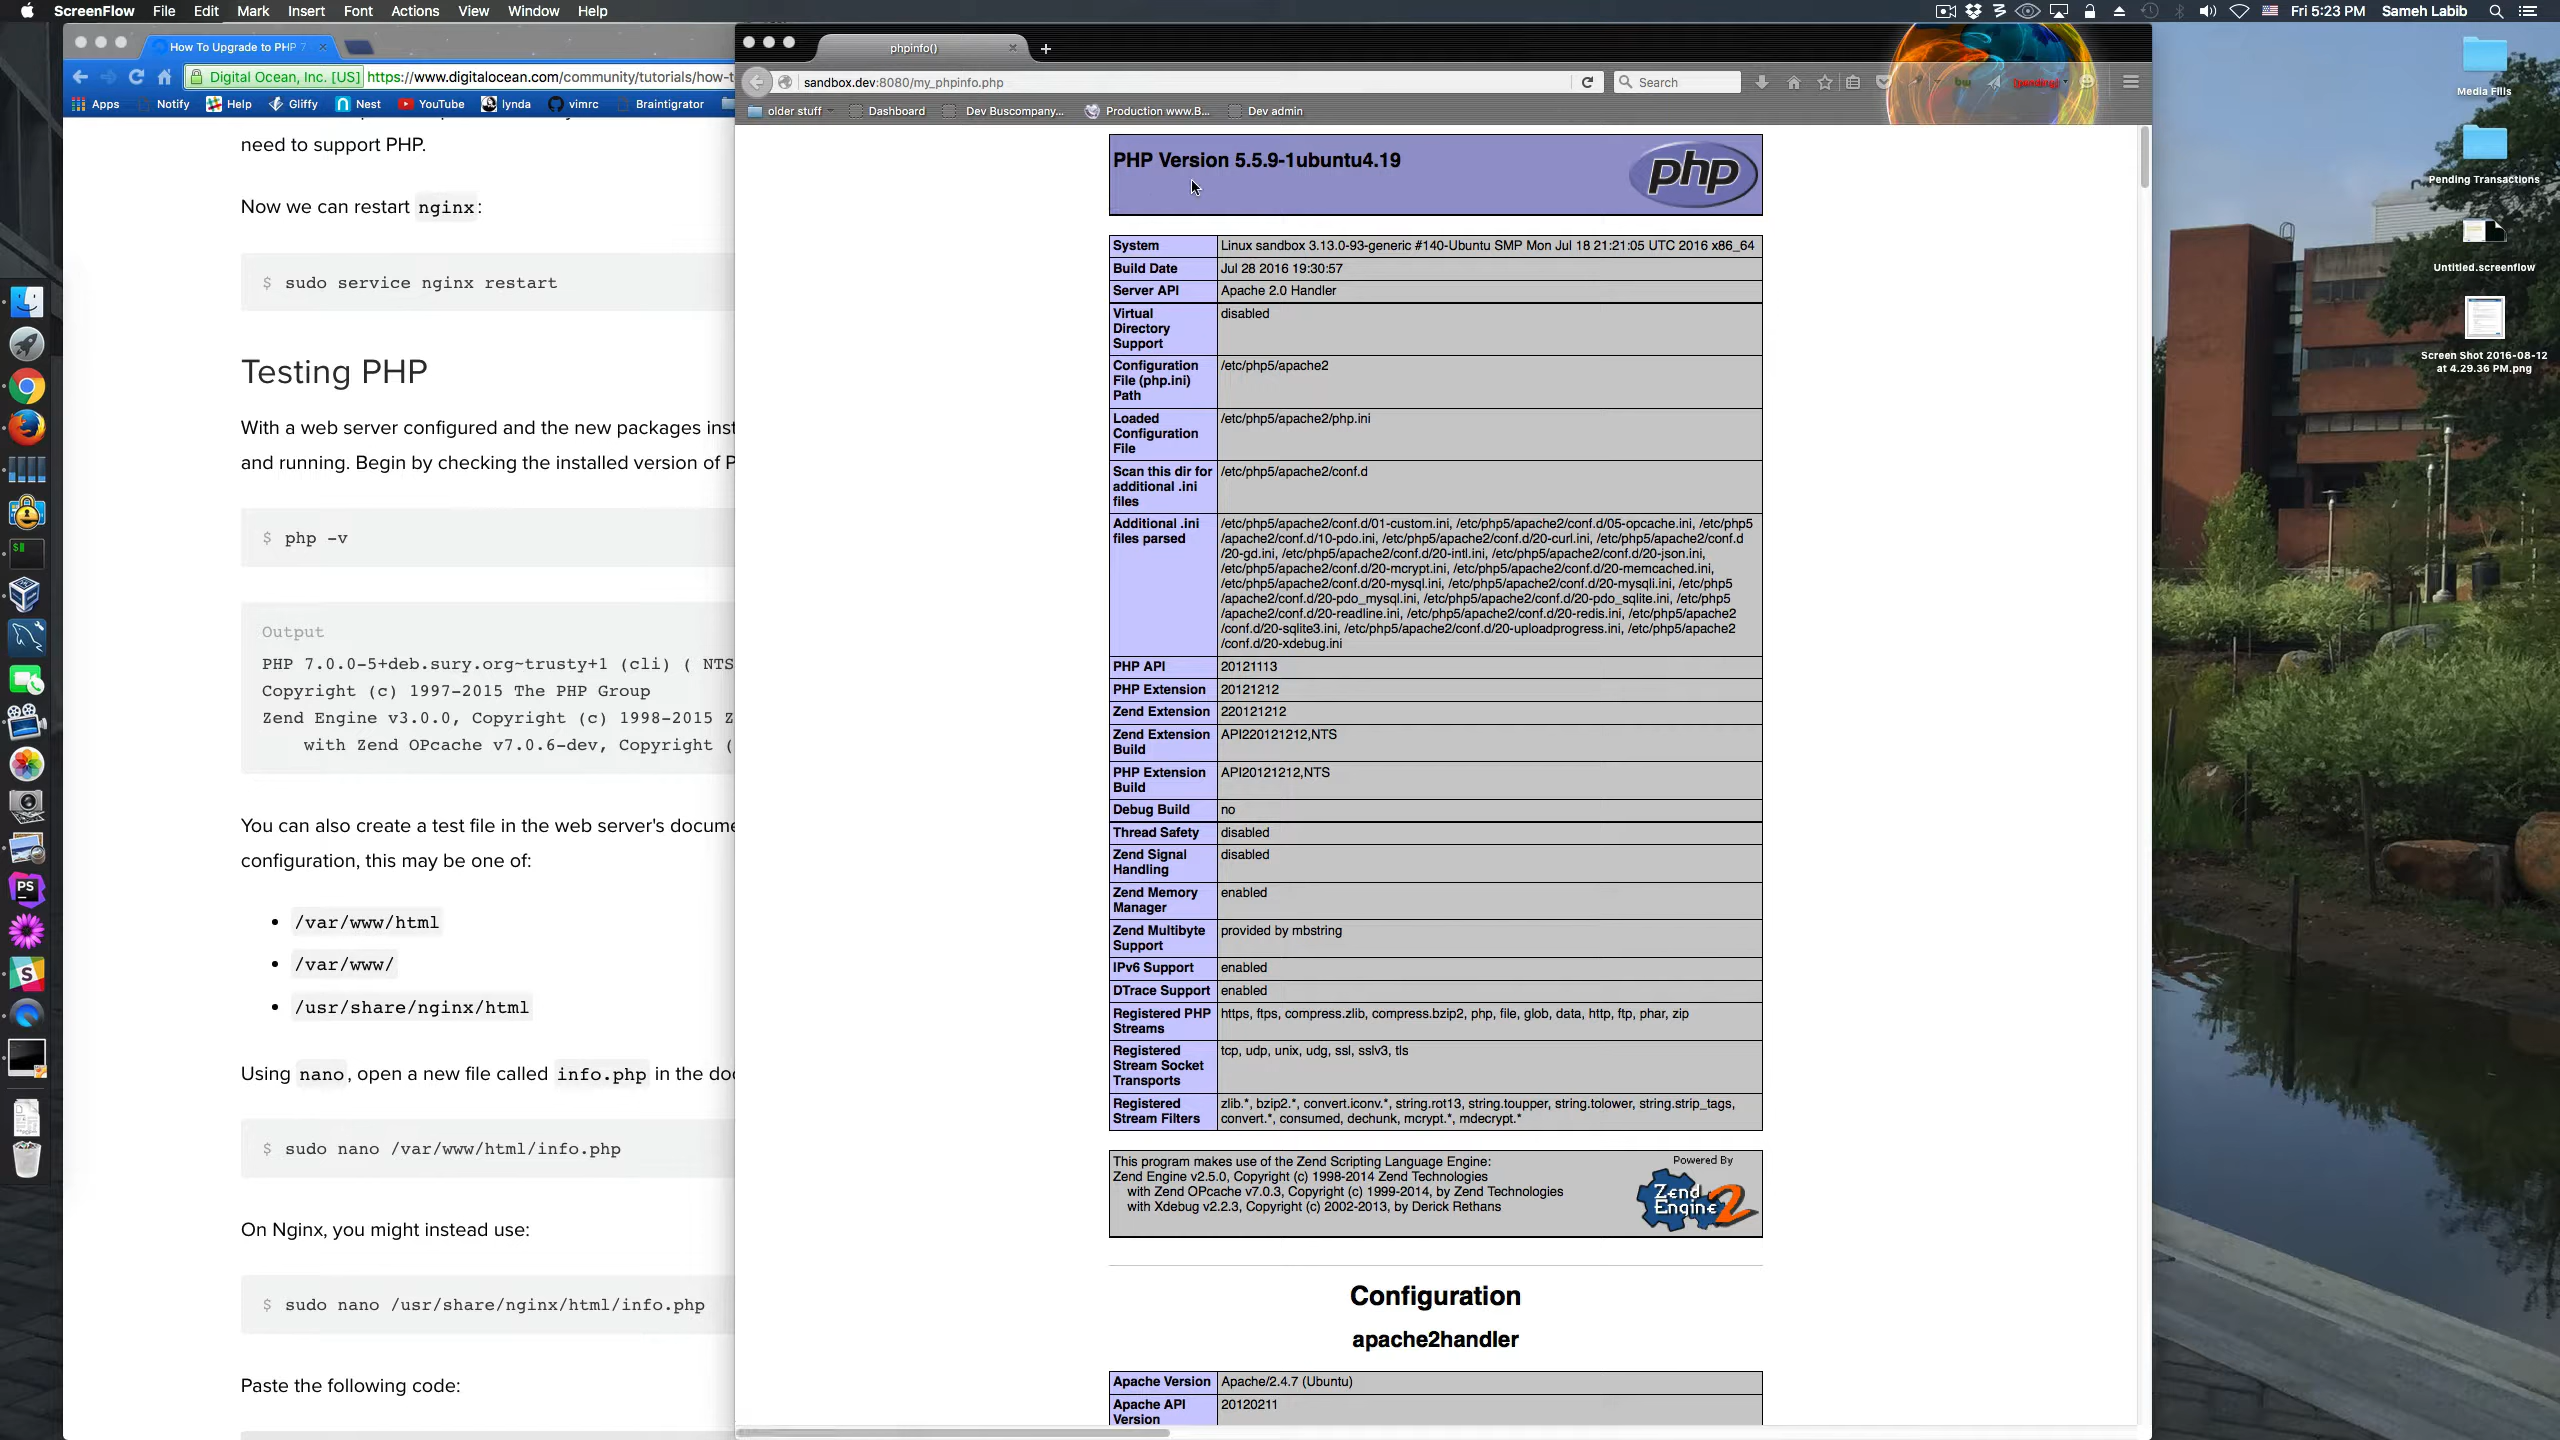 ScreenFlow File Edit Mark Insert Font Actions View Window Help
Fri 5:23 PM Sameh Labib
How To Upgrade to PHP 7
Digital Ocean, Inc. [US] https://www.digitalocean.com/community/tutorials/how-t
Apps Notify Help Gliffy Nest YouTube lynda vimrc Braintigrator
need to support PHP.
Now we can restart nginx:
$ sudo service nginx restart
Testing PHP
With a web server configured and the new packages inst
and running. Begin by checking the installed version of P
$ php -v
Output
PHP 7.0.0-5+deb.sury.org~trusty+1 (cli) ( NTS
Copyright (c) 1997-2015 The PHP Group
Zend Engine v3.0.0, Copyright (c) 1998-2015 Z
with Zend OPcache v7.0.6-dev, Copyright (
You can also create a test file in the web server's docume
configuration, this may be one of:
/var/www/html
/var/www/
/usr/share/nginx/html
Using nano, open a new file called info.php in the doc
$ sudo nano /var/www/html/info.php
On Nginx, you might instead use:
$ sudo nano /usr/share/nginx/html/info.php
Paste the following code:
phpinfo()
sandbox.dev:8080/my_phpinfo.php
Search
older stuff Dashboard Dev Buscompany... Production www.B... Dev admin
PHP Version 5.5.9-1ubuntu4.19
php
System Linux sandbox 3.13.0-93-generic #140-Ubuntu SMP Mon Jul 18 21:21:05 UTC 2016 x86_64
Build Date Jul 28 2016 19:30:57
Server API Apache 2.0 Handler
Virtual disabled
Directory
Support
Configuration /etc/php5/apache2
File (php.ini)
Path
Loaded /etc/php5/apache2/php.ini
Configuration
File
Scan this dir for /etc/php5/apache2/conf.d
additional .ini
files
Additional .ini /etc/php5/apache2/conf.d/01-custom.ini, /etc/php5/apache2/conf.d/05-opcache.ini, /etc/php5
files parsed /apache2/conf.d/10-pdo.ini, /etc/php5/apache2/conf.d/20-curl.ini, /etc/php5/apache2/conf.d
/20-gd.ini, /etc/php5/apache2/conf.d/20-intl.ini, /etc/php5/apache2/conf.d/20-json.ini,
/etc/php5/apache2/conf.d/20-mcrypt.ini, /etc/php5/apache2/conf.d/20-memcached.ini,
/etc/php5/apache2/conf.d/20-mysql.ini, /etc/php5/apache2/conf.d/20-mysqli.ini, /etc/php5
/apache2/conf.d/20-pdo_mysql.ini, /etc/php5/apache2/conf.d/20-pdo_sqlite.ini, /etc/php5
/apache2/conf.d/20-readline.ini, /etc/php5/apache2/conf.d/20-redis.ini, /etc/php5/apache2
/conf.d/20-sqlite3.ini, /etc/php5/apache2/conf.d/20-uploadprogress.ini, /etc/php5/apache2
/conf.d/20-xdebug.ini
PHP API 20121113
PHP Extension 20121212
Zend Extension 220121212
Zend Extension API220121212,NTS
Build
PHP Extension API20121212,NTS
Build
Debug Build no
Thread Safety disabled
Zend Signal disabled
Handling
Zend Memory enabled
Manager
Zend Multibyte provided by mbstring
Support
IPv6 Support enabled
DTrace Support enabled
Registered PHP https, ftps, compress.zlib, compress.bzip2, php, file, glob, data, http, ftp, phar, zip
Streams
Registered tcp, udp, unix, udg, ssl, sslv3, tls
Stream Socket
Transports
Registered zlib.*, bzip2.*, convert.iconv.*, string.rot13, string.toupper, string.tolower, string.strip_tags,
Stream Filters convert.*, consumed, dechunk, mcrypt.*, mdecrypt.*
This program makes use of the Zend Scripting Language Engine:
Zend Engine v2.5.0, Copyright (c) 1998-2014 Zend Technologies
with Zend OPcache v7.0.3, Copyright (c) 1999-2014, by Zend Technologies
with Xdebug v2.2.3, Copyright (c) 2002-2013, by Derick Rethans
Powered By
Zend
Engine 2
Configuration
apache2handler
Apache Version Apache/2.4.7 (Ubuntu)
Apache API 20120211
Version
Media FIles
Pending Transactions
Untitled.screenflow
Screen Shot 2016-08-12
at 4.29.36 PM.png
PS